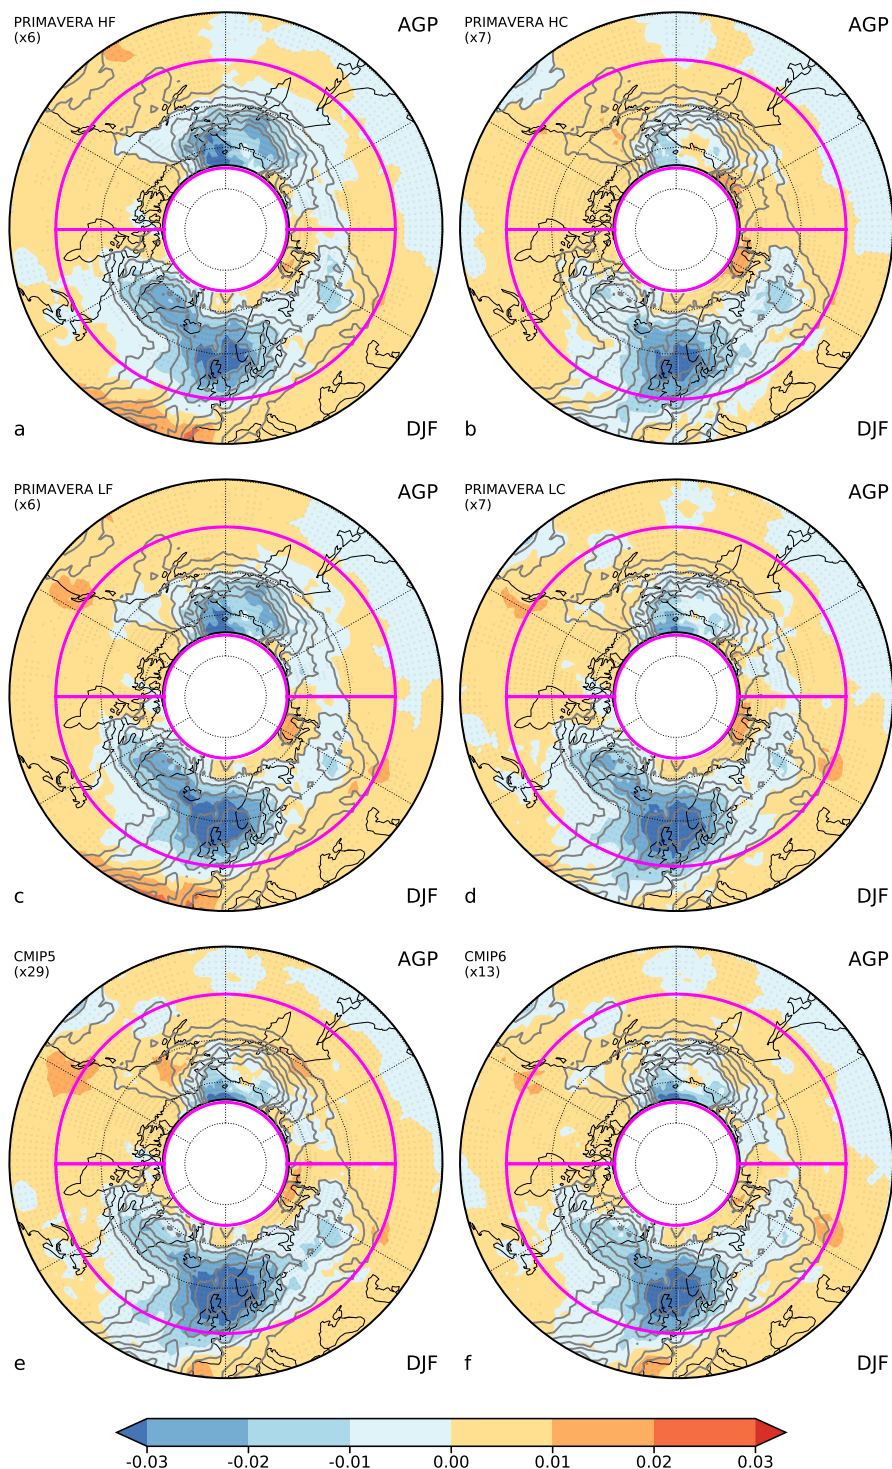 PRIMAVERA HF
(x6)
AGP
a
DJF
PRIMAVERA HC
(x7)
AGP
b
DJF
PRIMAVERA LF
(x6)
AGP
c
DJF
PRIMAVERA LC
(x7)
AGP
d
DJF
CMIP5
(x29)
AGP
e
DJF
CMIP6
(x13)
AGP
f
DJF
-0.03 -0.02 -0.01 0.00 0.01 0.02 0.03